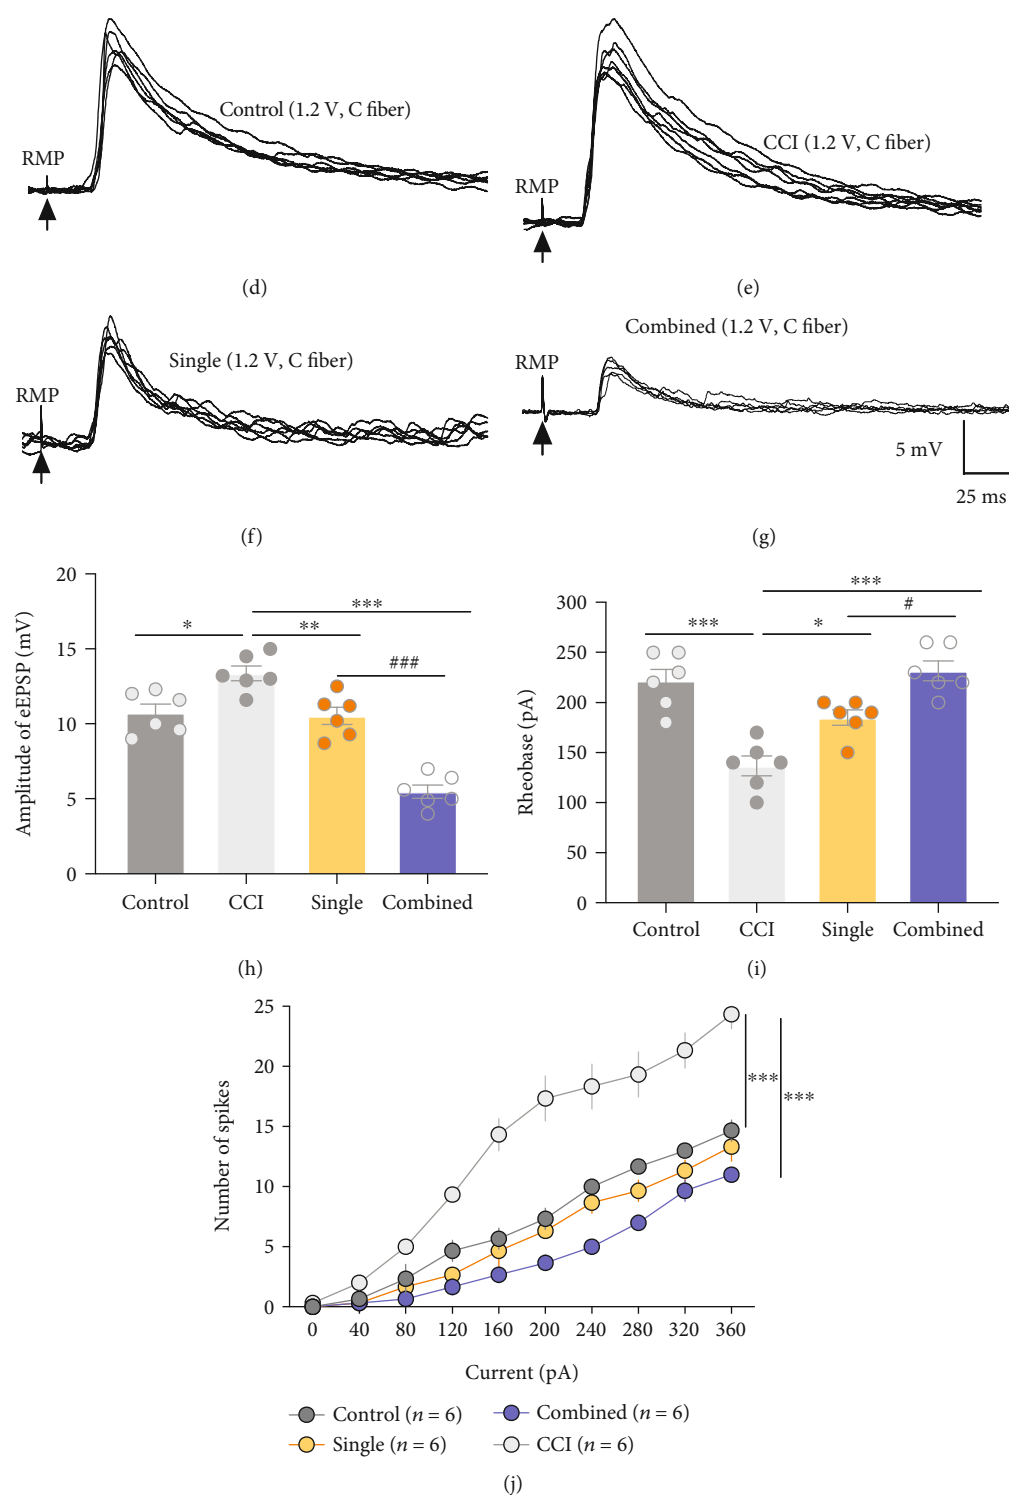 Control (1.2 V, C fiber)
RMP
(d)
CCI (1.2 V, C fiber)
RMP
(e)
Single (1.2 V, C fiber)
RMP
(f)
Combined (1.2 V, C fiber)
RMP
5 mV
25 ms
(g)
Amplitude of eEPSP (mV)
20
15
10
5
0
*
**
***
###
Control
CCI
Single
Combined
(h)
Rheobase (pA)
300
250
200
150
100
50
0
***
*
***
#
Control
CCI
Single
Combined
(i)
Number of spikes
25
20
15
10
5
0
***
***
0 40 80 120 160 200 240 280 320 360
Current (pA)
Control (n = 6)
Combined (n = 6)
Single (n = 6)
CCI (n = 6)
(j)